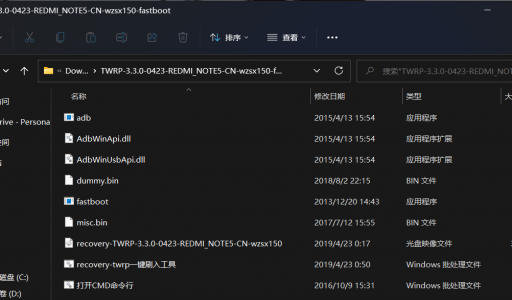 3.0-0423-REDMI_NOTE5-CN-wzsx150-fastboot
排序 查看 ···
« Dow... › TWRP-3.3.0-0423-REDMI_NOTE5-CN-wzsx150-f... 搜索"TWRP-3.3.0-0423-REDMI_NOT
名称 修改日期 类型 大
adb 2015/4/13 15:54 应用程序
AdbWinApi.dll 2015/4/13 15:54 应用程序扩展
AdbWinUsbApi.dll 2015/4/13 15:54 应用程序扩展
dummy.bin 2018/8/2 22:15 BIN 文件
fastboot 2013/12/20 14:43 应用程序
misc.bin 2017/7/12 15:55 BIN 文件
recovery-TWRP-3.3.0-0423-REDMI_NOTE5-CN-wzsx150 2019/4/23 0:17 光盘映像文件
recovery-twrp一键刷入工具 2019/4/23 0:50 Windows 批处理文件
打开CMD命令行 2016/10/9 15:31 Windows 批处理文件
问
rive - Persona
空间
磁盘 (C:)
卷 (D:)